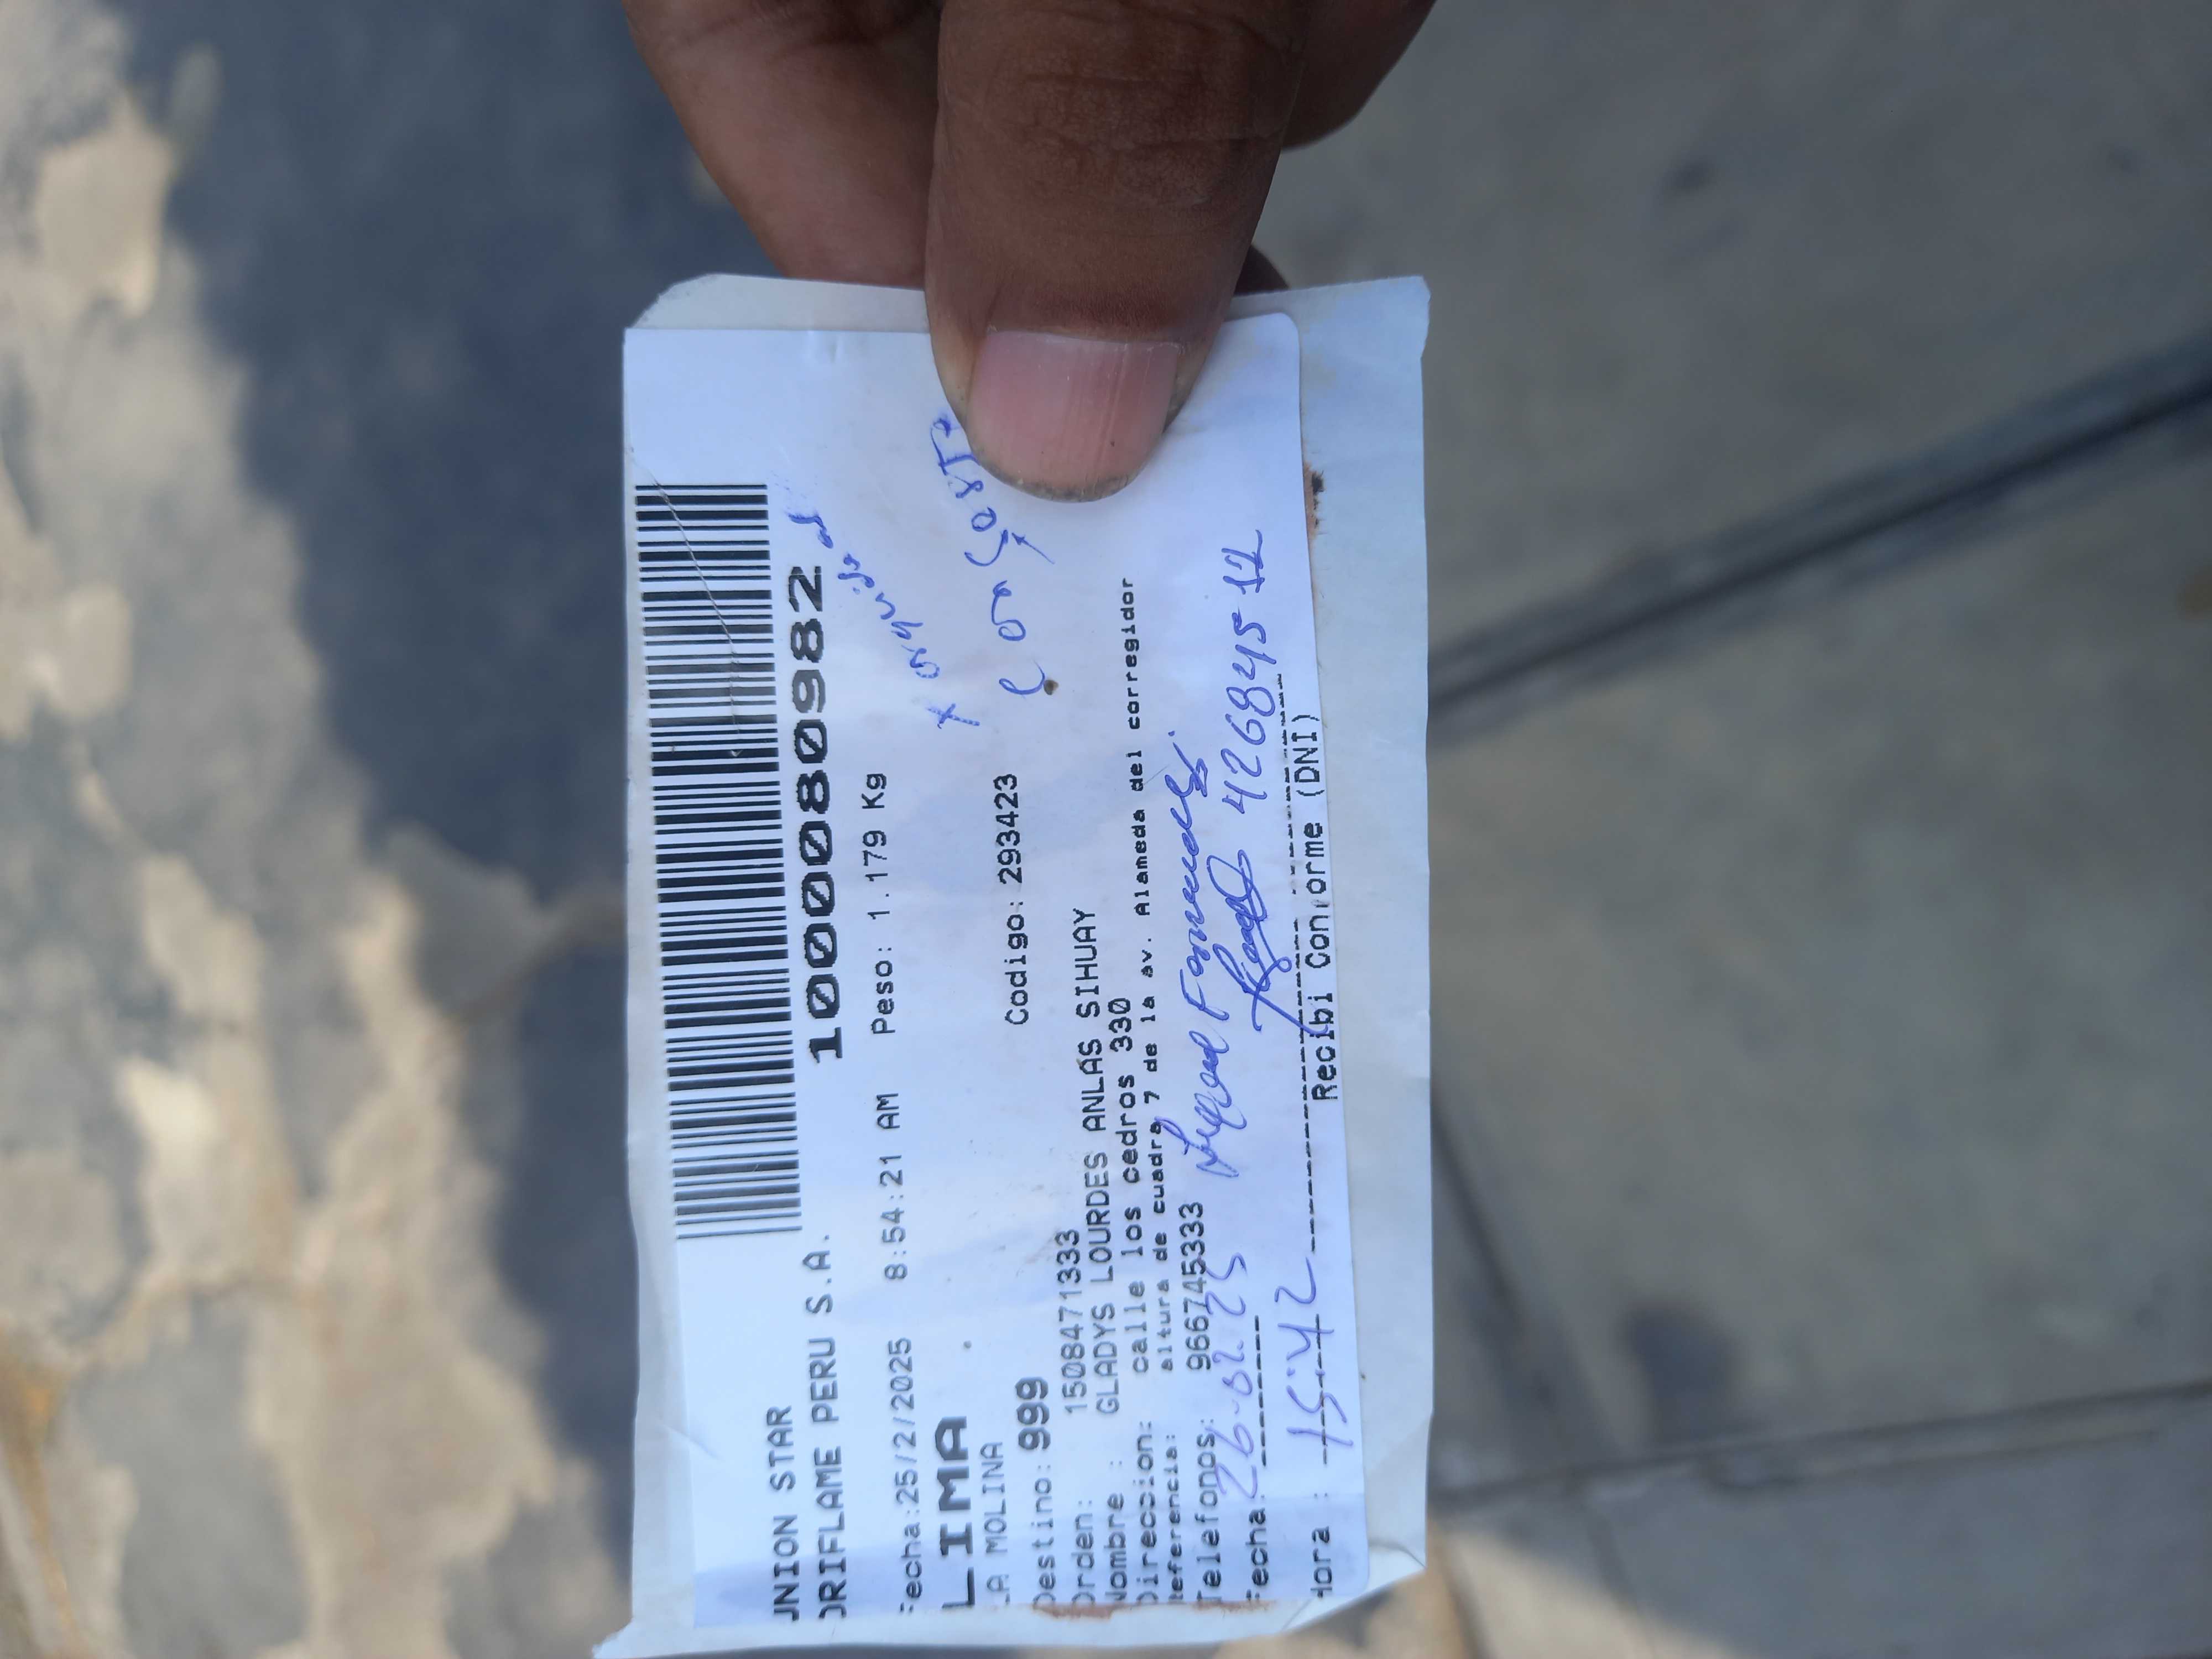 UNION STAR
ORIFLAME PERU S.A.
1000080982
Fecha:25/2/2025 8:54:21 AM Peso: 1.179 Kg
LIMA
LA MOLINA
Destino: 999 Codigo: 293423
Orden: 1508471333
Nombre : GLADYS LOURDES ANLAS SIHUAY
Direccion: calle los cedros 330
Referencia: altura de cuadra 7 de la av. Alameda del corregidor
Telefonos: 966745333
Fecha: 26-02-25
42684512
Hora : 15:42
Recibi Conforme (DNI)